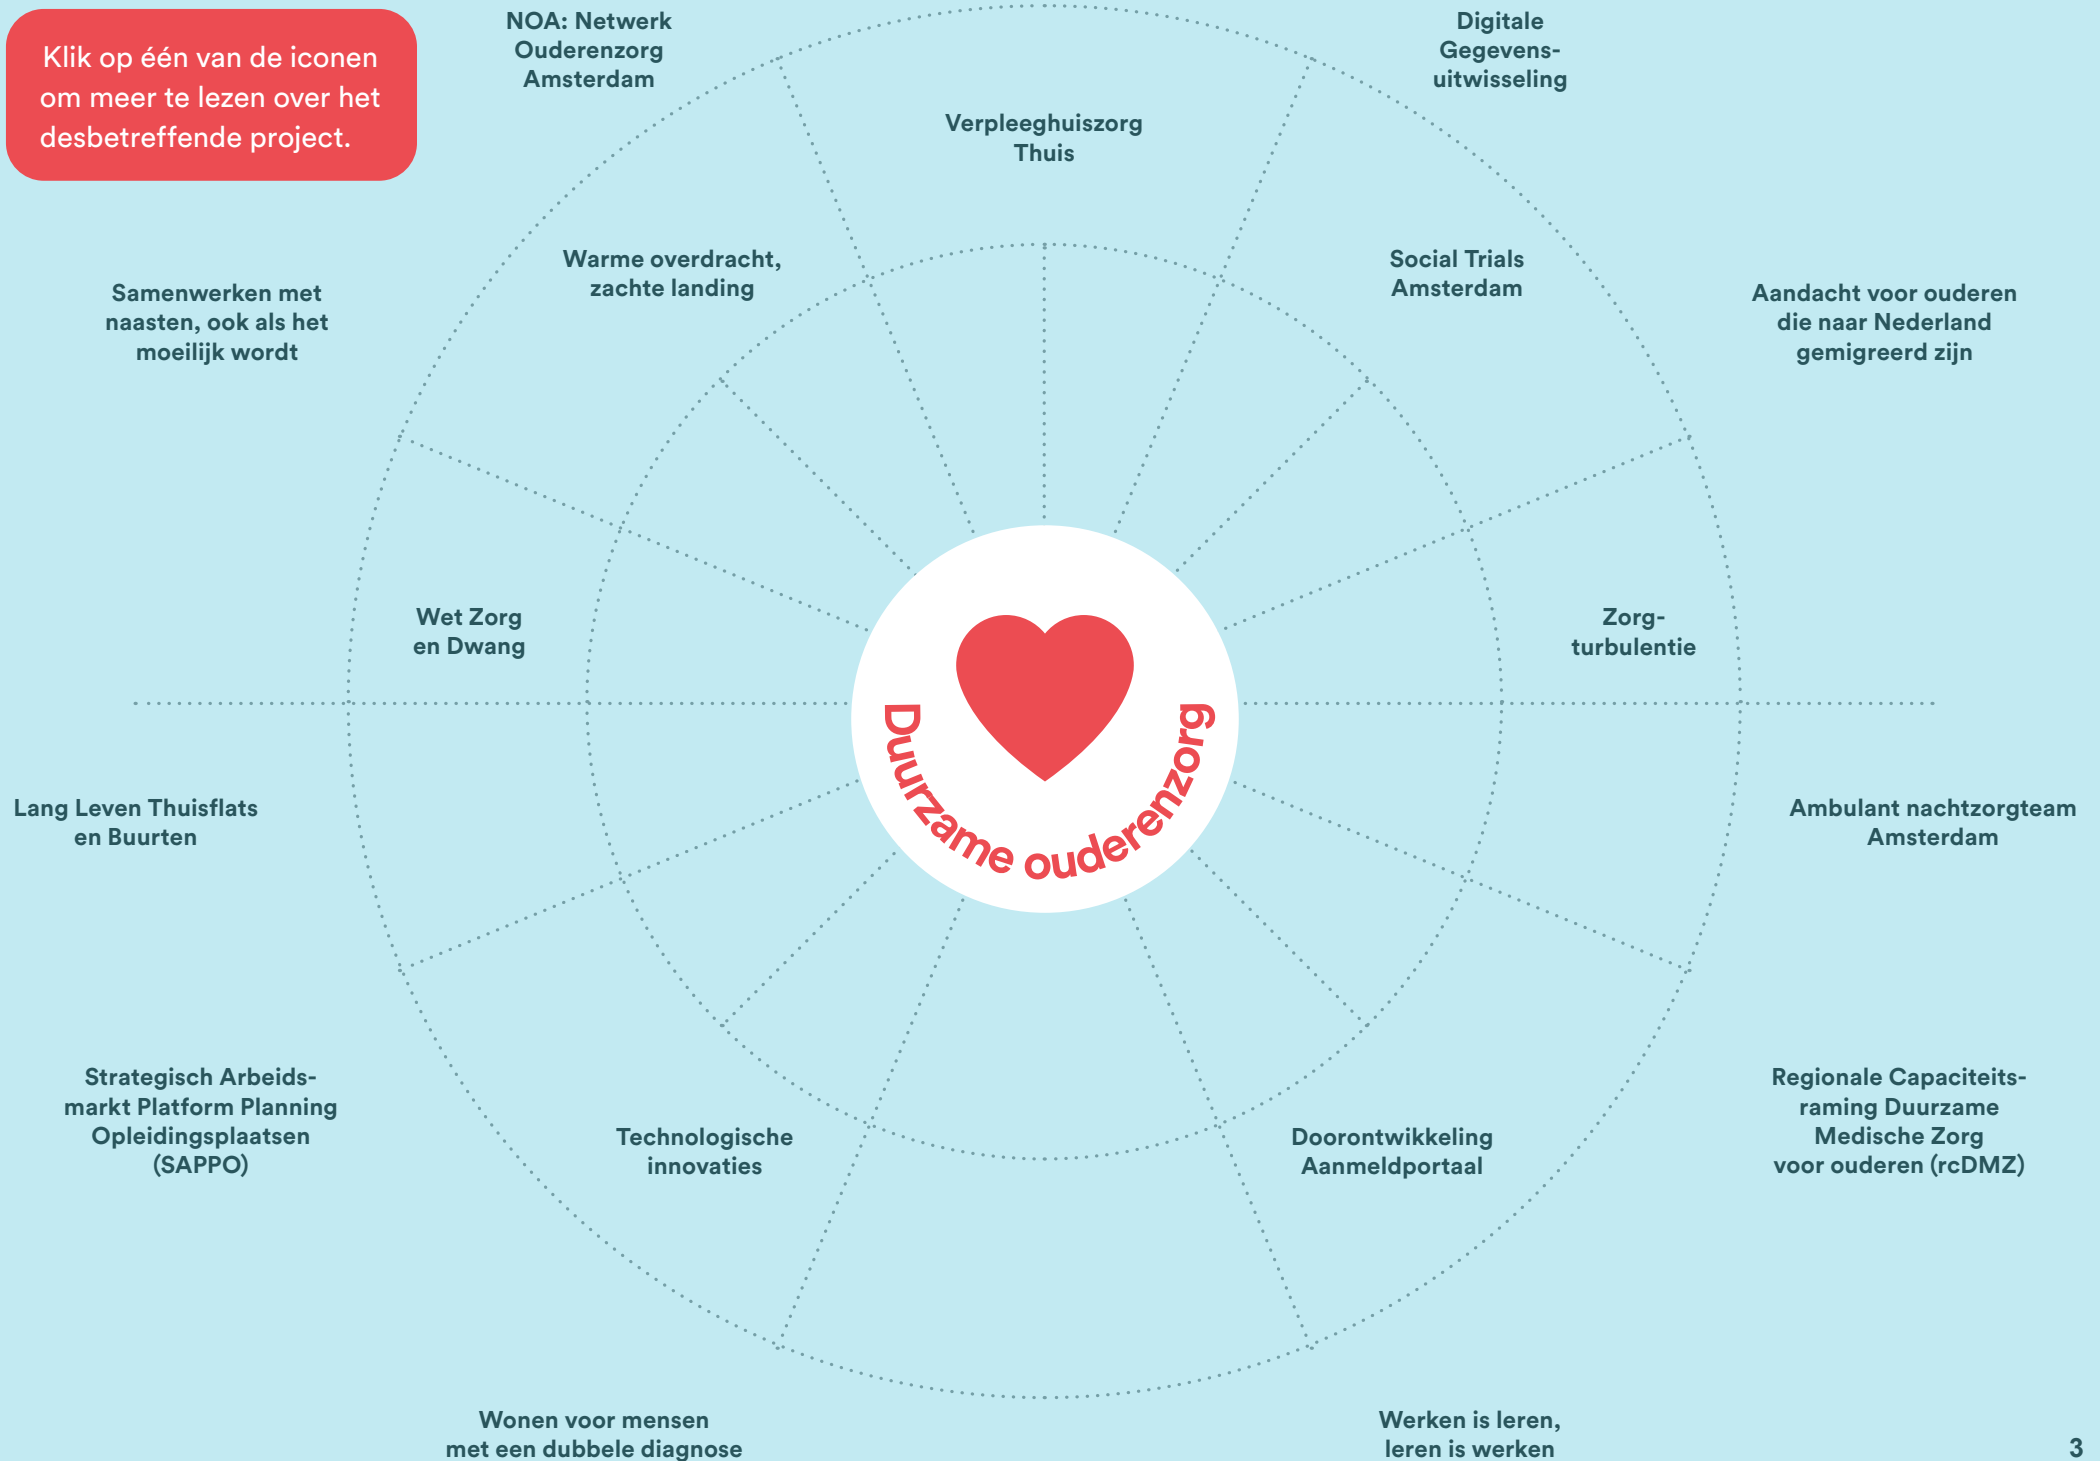 Klik op één van de iconen
om meer te lezen over het
desbetreffende project.
NOA: Netwerk
Ouderenzorg
Amsterdam
Digitale
Gegevens-
uitwisseling
Verpleeghuiszorg
Thuis
Warme overdracht,
zachte landing
Social Trials
Amsterdam
Samenwerken met
naasten, ook als het
moeilijk wordt
Aandacht voor ouderen
die naar Nederland
gemigreerd zijn
Wet Zorg
en Dwang
Zorg-
turbulentie
Duurzame ouderenzorg
Lang Leven Thuisflats
en Buurten
Ambulant nachtzorgteam
Amsterdam
Strategisch Arbeids-
markt Platform Planning
Opleidingsplaatsen
(SAPPO)
Technologische
innovaties
Doorontwikkeling
Aanmeldportaal
Regionale Capaciteits-
raming Duurzame
Medische Zorg
voor ouderen (rcDMZ)
Wonen voor mensen
met een dubbele diagnose
Werken is leren,
leren is werken
3